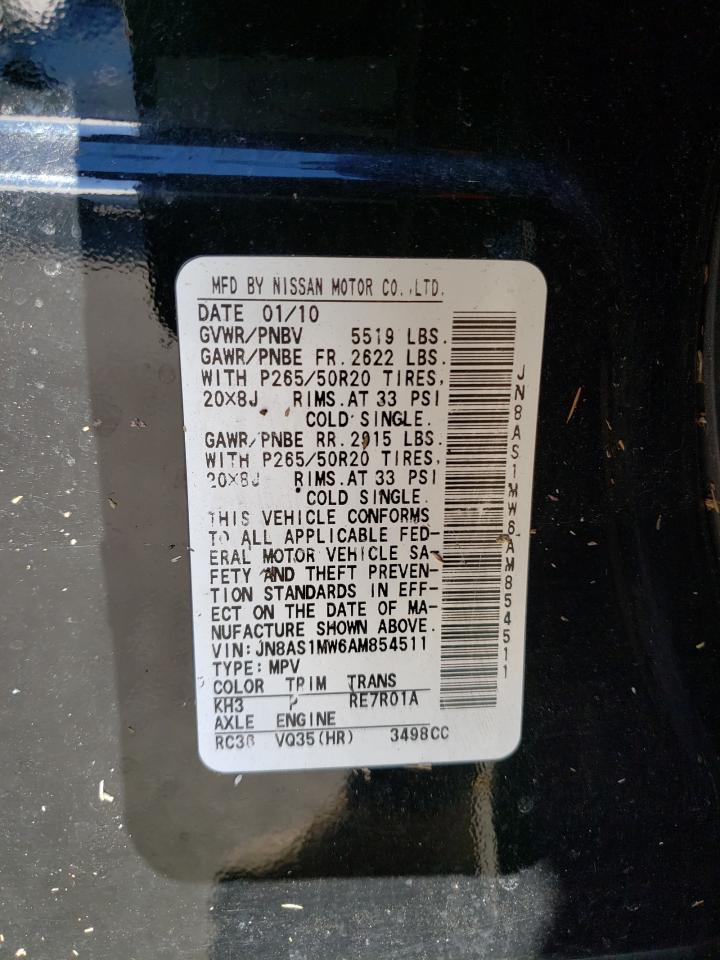 MFD BY NISSAN MOTOR CO.,LTD.
DATE 01/10
GVWR/PNBV 5519 LBS.
GAWR/PNBE FR. 2622 LBS.
WITH P265/50R20 TIRES,
20X8J RIMS.AT 33 PSI
COLD SINGLE.
GAWR/PNBE RR. 2915 LBS.
WITH P265/50R20 TIRES,
20X8J RIMS.AT 33 PSI
COLD SINGLE.
THIS VEHICLE CONFORMS
TO ALL APPLICABLE FED-
ERAL MOTOR VEHICLE SA-
FETY AND THEFT PREVEN-
TION STANDARDS IN EFF-
ECT ON THE DATE OF MA-
NUFACTURE SHOWN ABOVE.
VIN:JN8AS1MW6AM854511
TYPE:MPV
COLOR TRIM TRANS
KH3 P RE7R01A
AXLE ENGINE
VQ35(HR) 3498CC
JN8AS1MW6AM854511